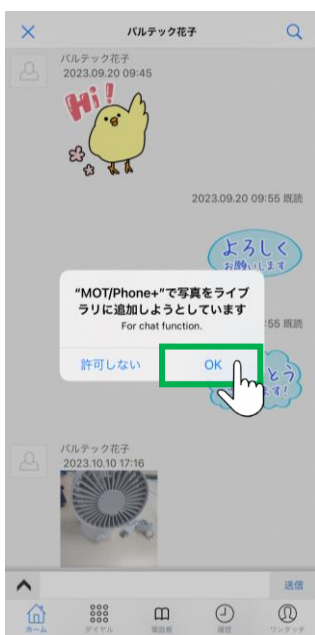 バルテック花子
バルテック花子
2023.09.20 09:45
Hi!
2023.09.20 09:55 既読
よろしく
お願いします
"MOT/Phone+"で写真をライブ
ラリに追加しようとしています
For chat function.
:55 既読
許可しない
OK
とう
ます!
バルテック花子
2023.10.10 17:16
送信
ホーム
ダイヤル
電話帳
履歴
ワンタッチ